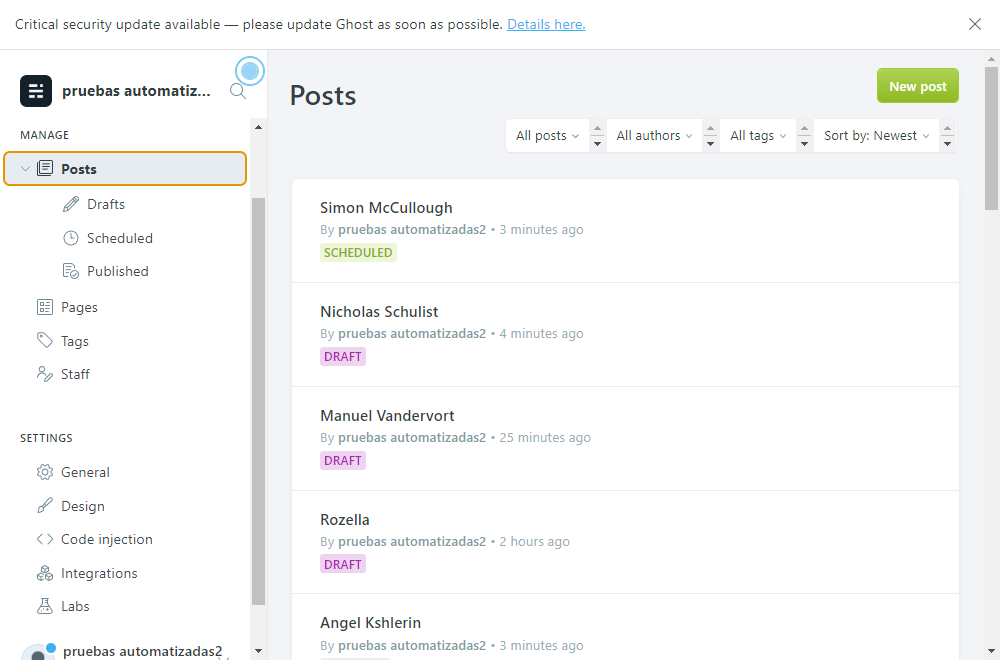 Critical security update available — please update Ghost as soon as possible. Details here.
pruebas automatiz...
MANAGE
Posts
Drafts
Scheduled
Published
Pages
Tags
Staff
SETTINGS
General
Design
Code injection
Integrations
Labs
pruebas automatizadas2
Posts
New post
All posts
All authors
All tags
Sort by: Newest
Simon McCullough
By pruebas automatizadas2 • 3 minutes ago
SCHEDULED
Nicholas Schulist
By pruebas automatizadas2 • 4 minutes ago
DRAFT
Manuel Vandervort
By pruebas automatizadas2 • 25 minutes ago
DRAFT
Rozella
By pruebas automatizadas2 • 2 hours ago
DRAFT
Angel Kshlerin
By pruebas automatizadas2 • 3 minutes ago